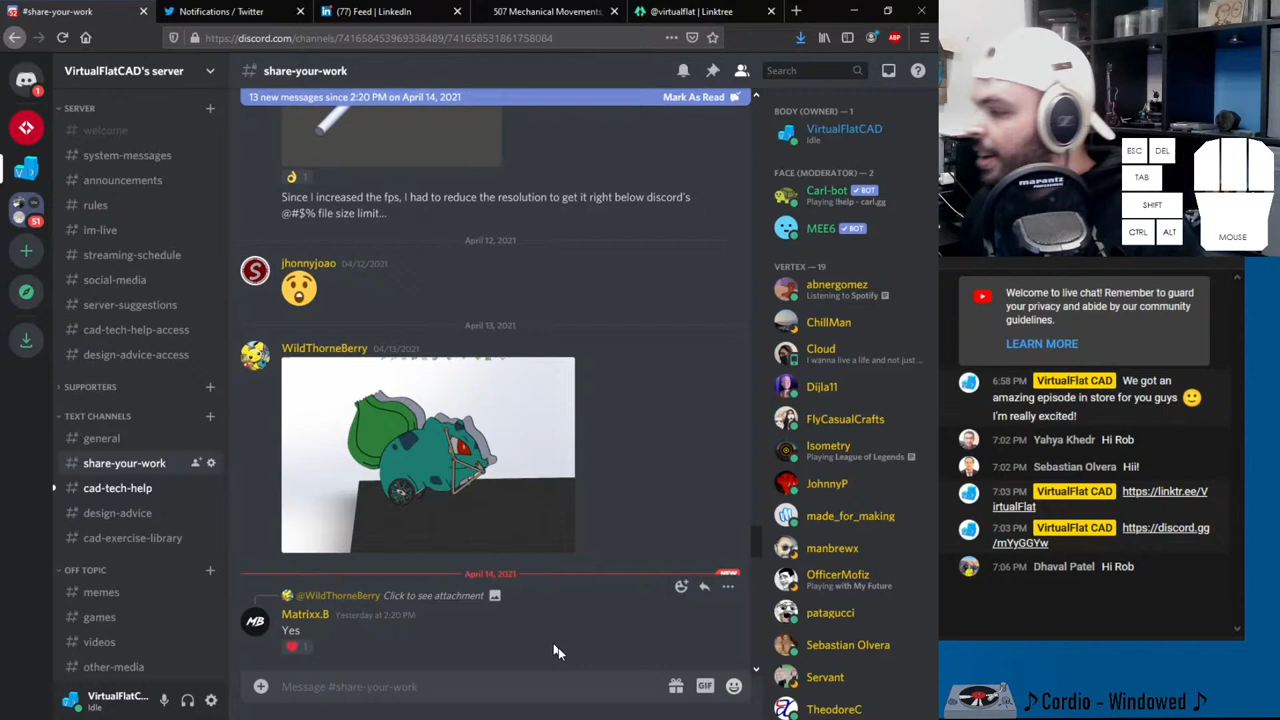 #share-your-work
Notifications / Twitter
(77) Feed | LinkedIn
507 Mechanical Movements,
@virtualflat | Linktree
https://discord.com/channels/741658453969338489/741658531861758084
ABP
VirtualFlatCAD's server
share-your-work
Search
13 new messages since 2:20 PM on April 14, 2021
Mark As Read
1
51
SERVER
welcome
system-messages
announcements
rules
im-live
streaming-schedule
social-media
server-suggestions
cad-tech-help-access
design-advice-access
SUPPORTERS
TEXT CHANNELS
general
share-your-work
cad-tech-help
design-advice
cad-exercise-library
OFF TOPIC
memes
games
videos
other-media
VirtualFlatC...
Idle
1
Since I increased the fps, I had to reduce the resolution to get it right below discord's
@#$% file size limit...
April 12, 2021
jhonnyjoao 04/12/2021
April 13, 2021
WildThorneBerry 04/13/2021
April 14, 2021
NEW
@WildThorneBerry Click to see attachment
MB
Matrixx.B Yesterday at 2:20 PM
Yes
1
Message #share-your-work
GIF
BODY (OWNER) — 1
VirtualFlatCAD
Idle
FACE (MODERATOR) — 2
Carl-bot BOT
Playing !help - carl.gg
MEE6 BOT
VERTEX — 19
abnergomez
Listening to Spotify
ChillMan
Cloud
I wanna live a life and not just ...
Dijla11
FlyCasualCrafts
Isometry
Playing League of Legends
JohnnyP
made_for_making
manbrewx
OfficerMofiz
Playing with My Future
patagucci
Sebastian Olvera
Servant
TheodoreC
marantz
PROFESSIONAL
ESC
DEL
TAB
SHIFT
CTRL
ALT
MOUSE
Welcome to live chat! Remember to guard
your privacy and abide by our community
guidelines.
LEARN MORE
6:58 PM VirtualFlat CAD We got an
amazing episode in store for you guys
I'm really excited!
7:02 PM Yahya Khedr Hi Rob
7:02 PM Sebastian Olvera Hii!
7:03 PM VirtualFlat CAD https://linktr.ee/V
irtualFlat
7:03 PM VirtualFlat CAD https://discord.gg
/mYyGGYw
7:06 PM Dhaval Patel Hi Rob
♪ Cordio - Windowed ♪